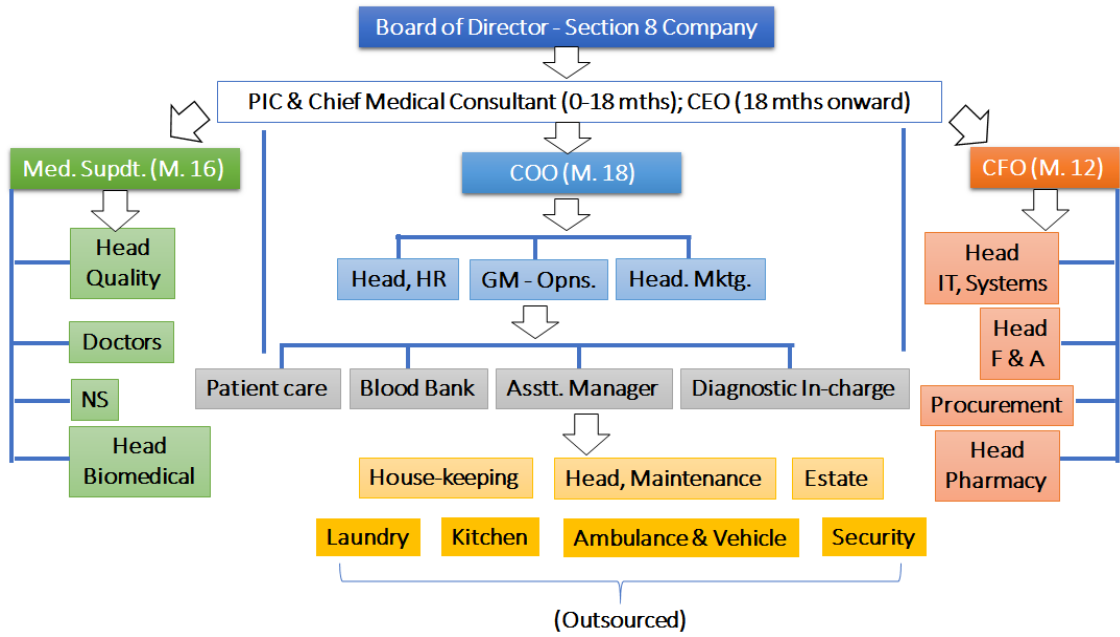 Board of Director - Section 8 Company
PIC & Chief Medical Consultant (0-18 mths); CEO (18 mths onward)
Med. Supdt. (M. 16)
COO (M. 18)
CFO (M. 12)
Head
Quality
Doctors
NS
Head
Biomedical
Head, HR
GM - Opns.
Head. Mktg.
Patient care
Blood Bank
Asstt. Manager
Diagnostic In-charge
House-keeping
Head, Maintenance
Estate
Laundry
Kitchen
Ambulance & Vehicle
Security
(Outsourced)
Head
IT, Systems
Head
F & A
Procurement
Head
Pharmacy